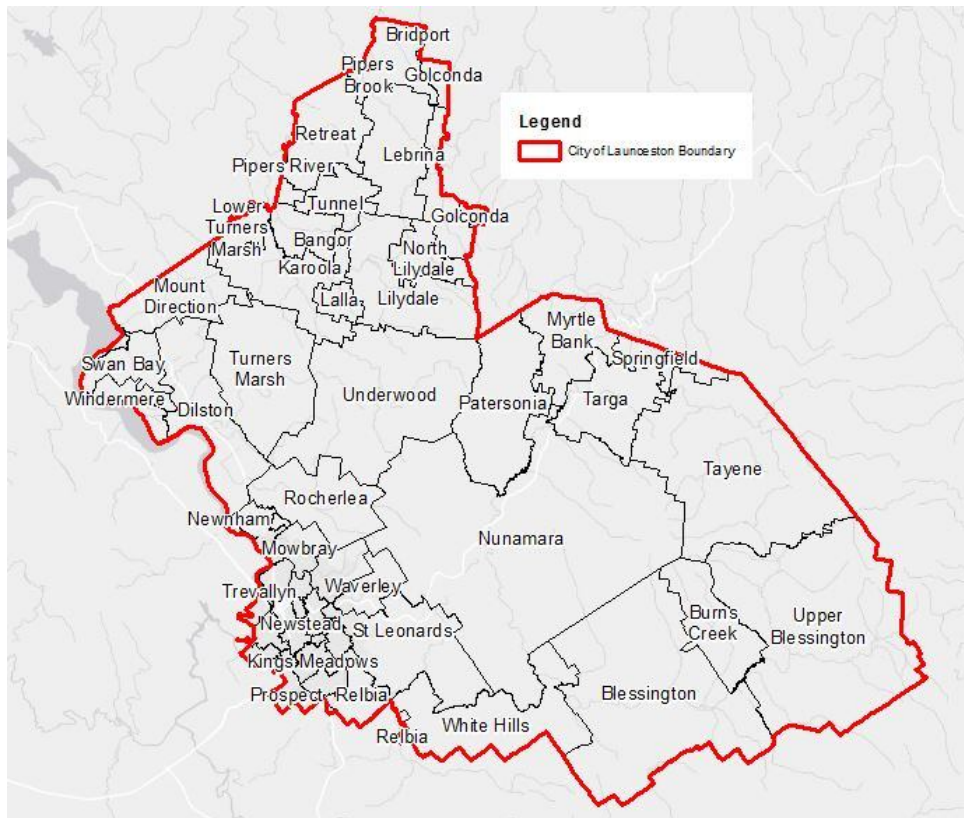 Bridport
Pipers
Brook
Golconda
Legend
City of Launceston Boundary
Retreat
Lebrina
Pipers River
Tunnel
Lower
Turners
Marsh
Golconda
Bangor
North
Lilydale
Karoola
Lalla
Lilydale
Mount
Direction
Myrtle
Bank
Swan Bay
Turners
Marsh
Springfield
Windermere
Dilston
Underwood
Patersonia
Targa
Tayene
Rocherlea
Newnham
Nunamara
Mowbray
Trevallyn
Waverley
Newstead
St Leonards
Burns
Creek
Upper
Blessington
Kings Meadows
Prospect
Relbia
Blessington
Relbia
White Hills